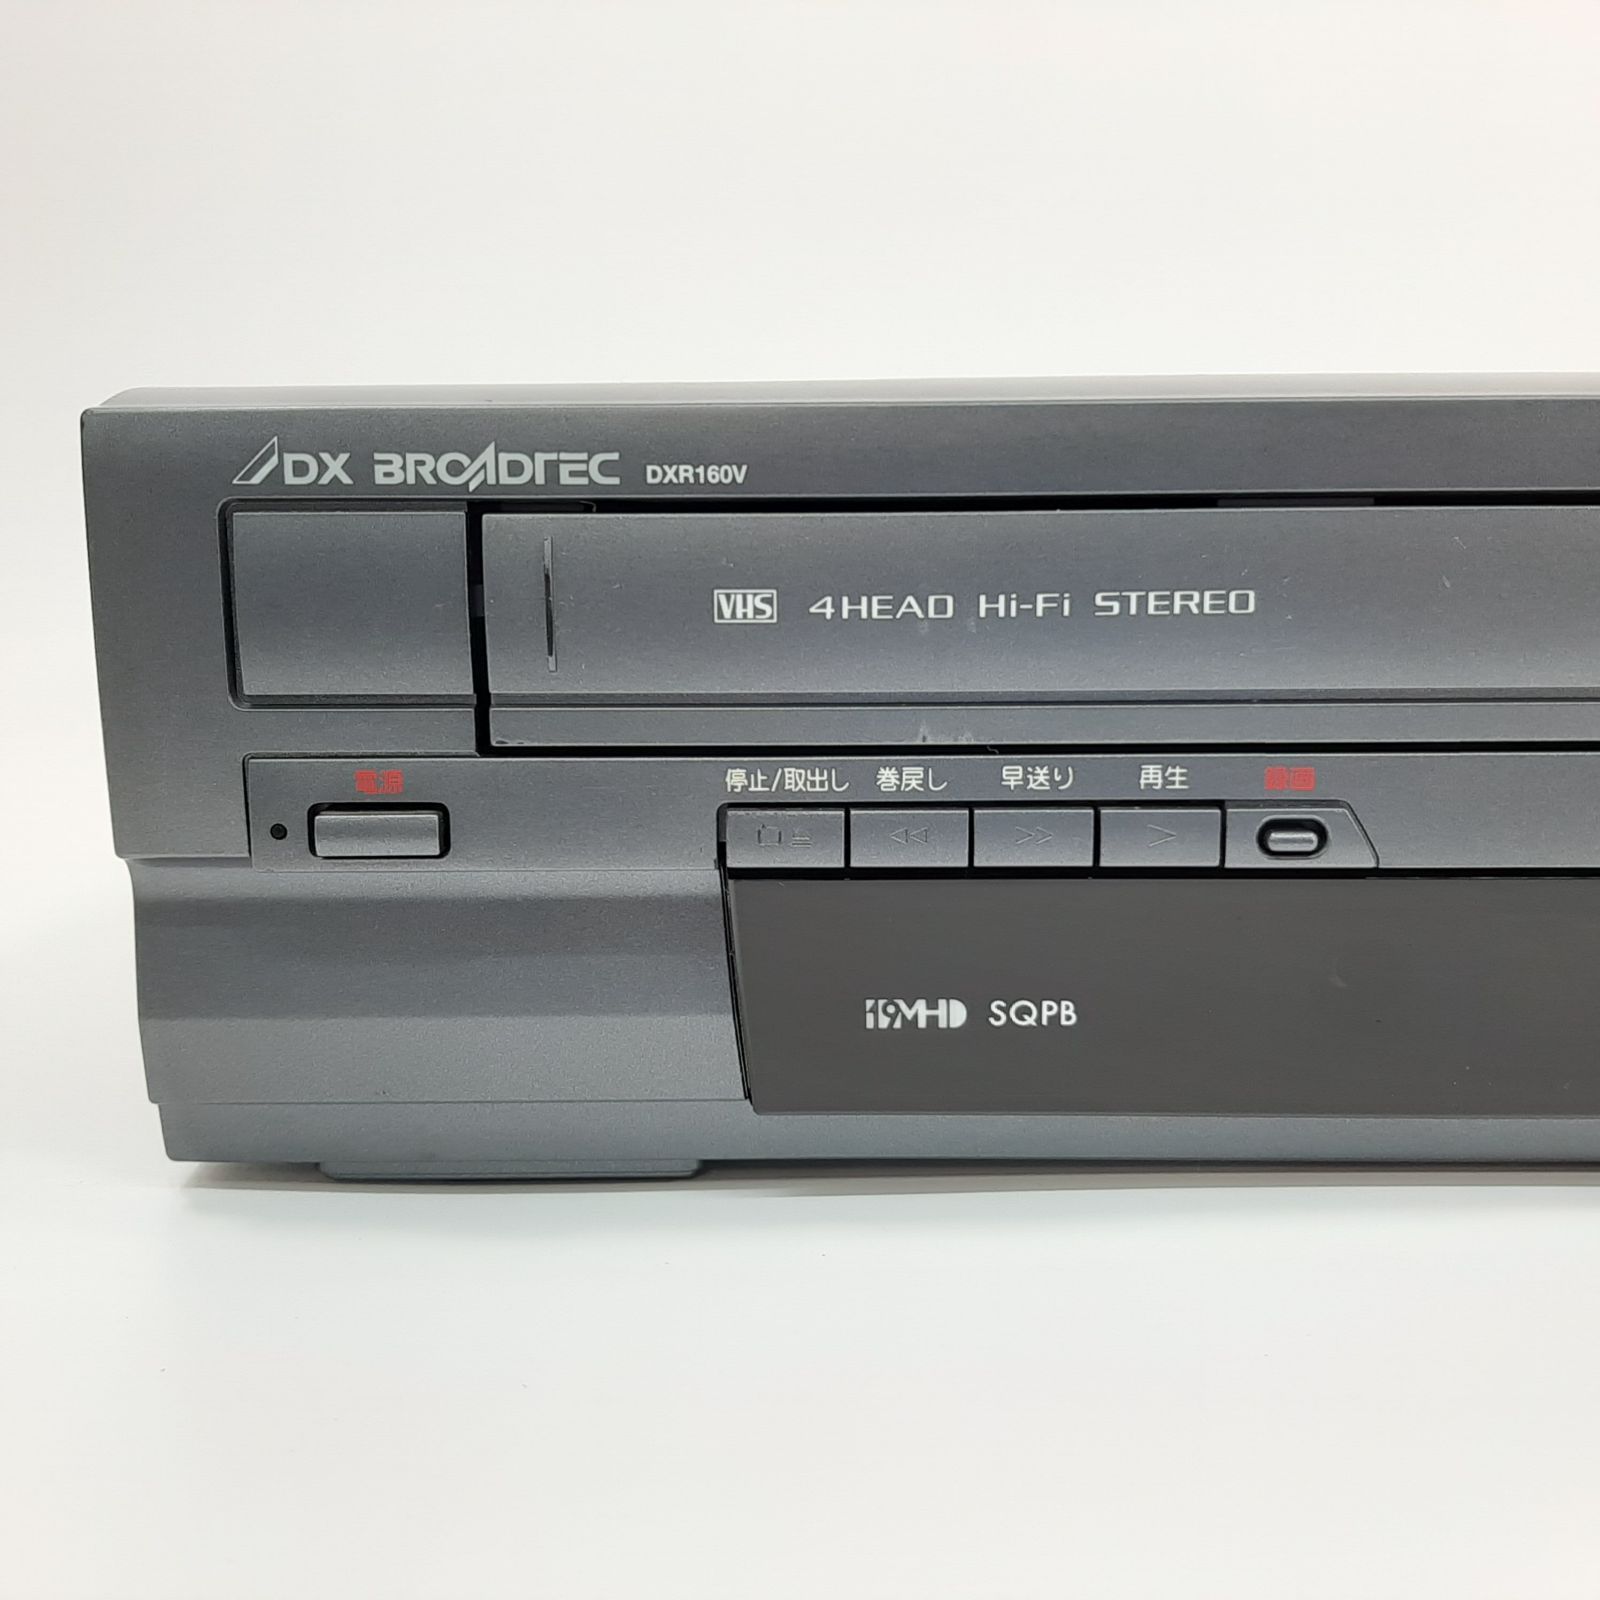 DX BROADTEC DXR160V
VHS 4HEAD Hi-Fi STEREO
電源
停止/取出し 巻戻し 早送り 再生 録画
19MHD SQPB